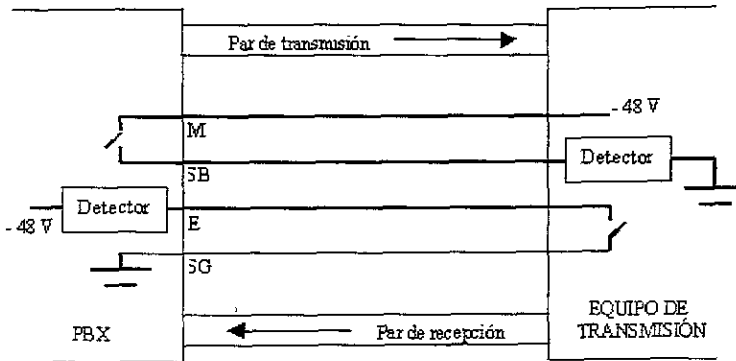 Par de transmisión
- 48 V
M
Detector
SB
Detector
- 48 V
E
SG
EQUIPO DE
TRANSMISIÓN
PBX
Par de recepción